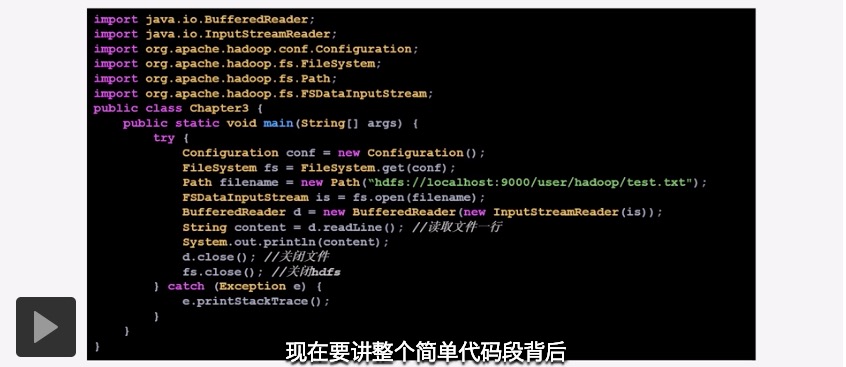 import java.io.BufferedReader;
import java.io.InputStreamReader;
import org.apache.hadoop.conf.Configuration;
import org.apache.hadoop.fs.FileSystem;
import org.apache.hadoop.fs.Path;
import org.apache.hadoop.fs.FSDataInputStream;
public class Chapter3 {
    public static void main(String[] args) {
        try {
            Configuration conf = new Configuration();
            FileSystem fs = FileSystem.get(conf);
            Path filename = new Path(“hdfs://localhost:9000/user/hadoop/test.txt");
            FSDataInputStream is = fs.open(filename);
            BufferedReader d = new BufferedReader(new InputStreamReader(is));
            String content = d.readLine(); //读取文件一行
            System.out.println(content);
            d.close(); //关闭文件
            fs.close(); //关闭hdfs
        } catch (Exception e) {
            e.printStackTrace();
        }
    }
}
现在要讲整个简单代码段背后